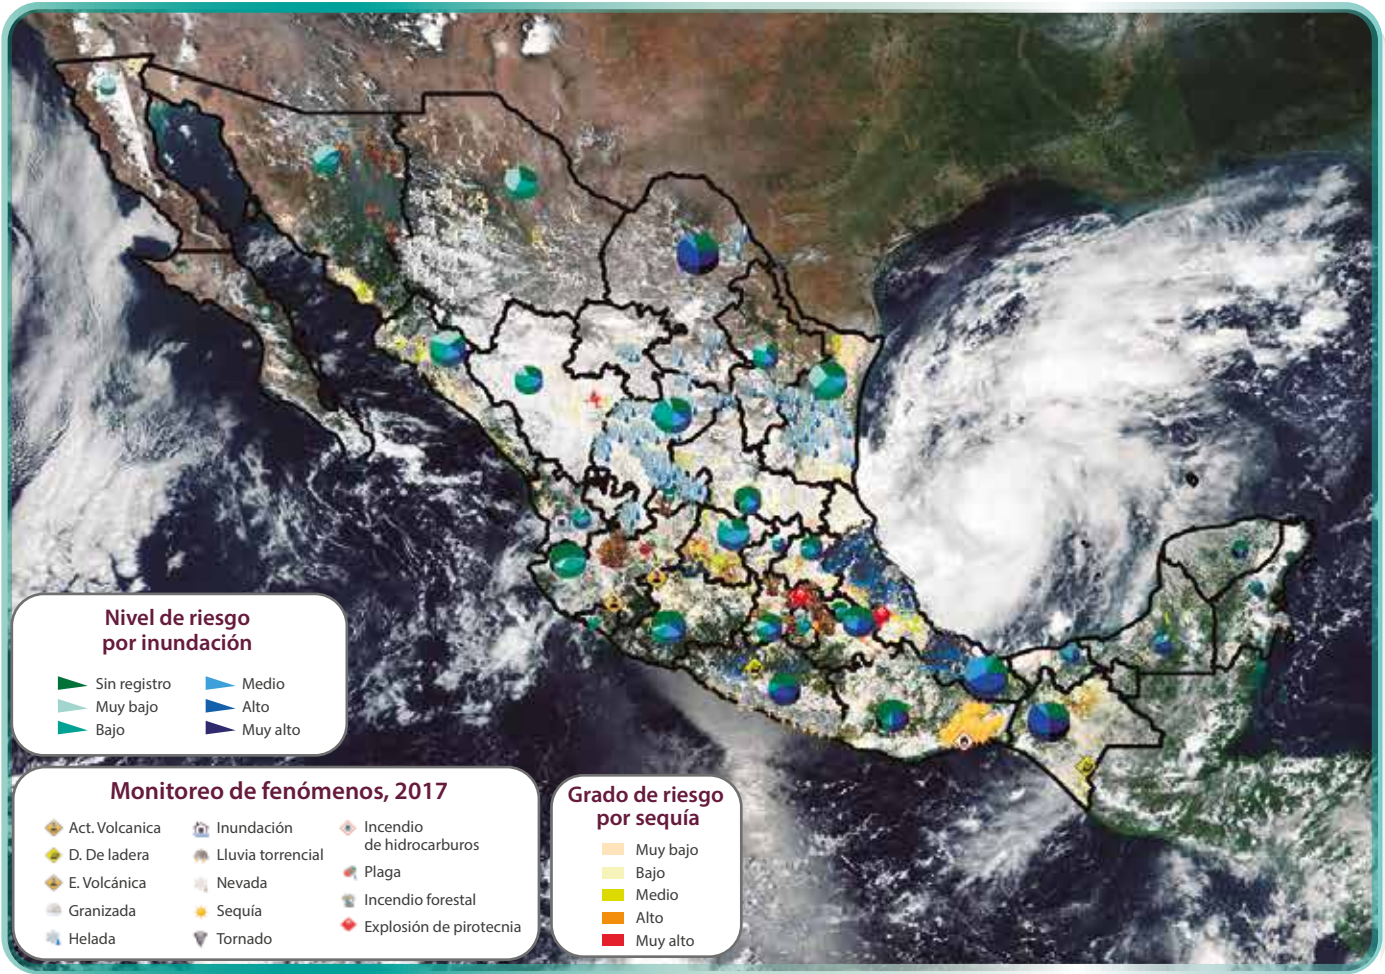 Nivel de riesgo
por inundación
Sin registro
Muy bajo
Bajo
Medio
Alto
Muy alto
Monitoreo de fenómenos, 2017
Act. Volcanica
D. De ladera
E. Volcánica
Granizada
Helada
Inundación
Lluvia torrencial
Nevada
Sequía
Tornado
Incendio
de hidrocarburos
Plaga
Incendio forestal
Explosión de pirotecnia
Grado de riesgo
por sequía
Muy bajo
Bajo
Medio
Alto
Muy alto